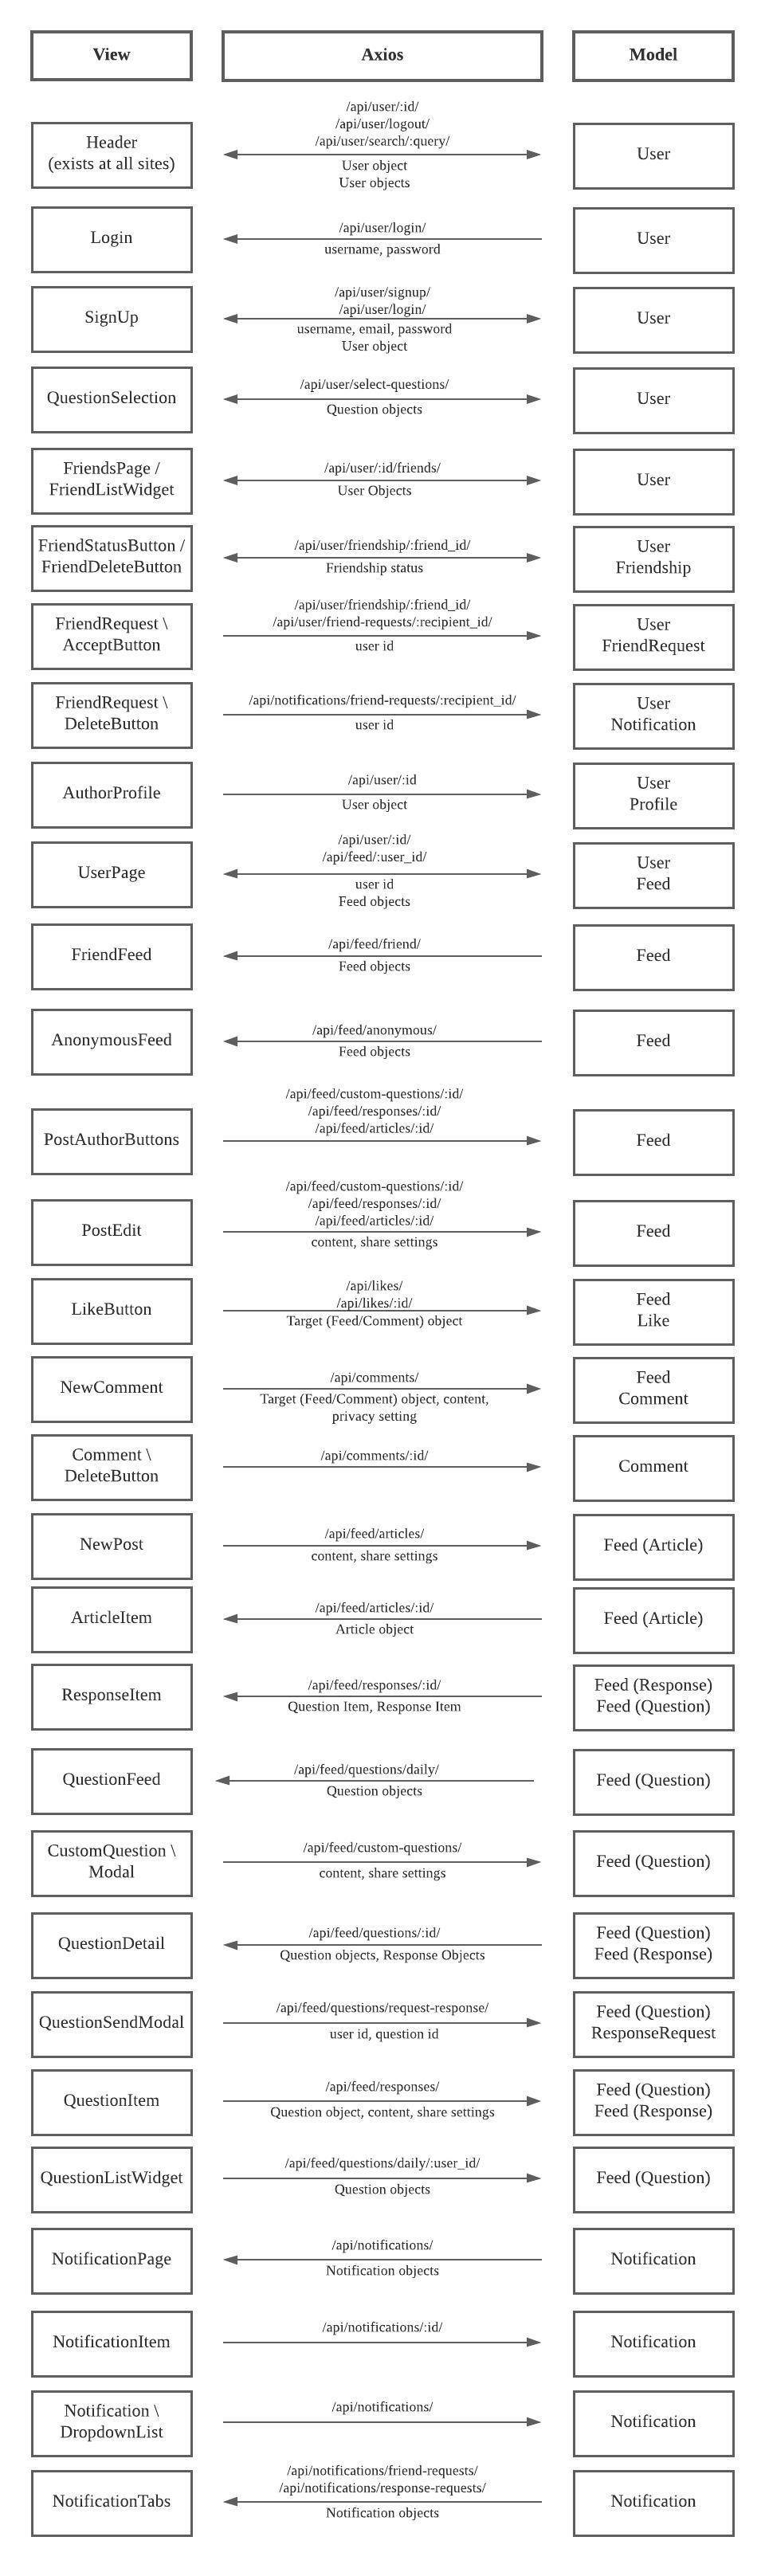 View
Axios
Model
Header
(exists at all sites)
/api/user/:id/
/api/user/logout/
/api/user/search/:query/
User object
User objects
User
Login
/api/user/login/
username, password
User
SignUp
/api/user/signup/
/api/user/login/
username, email, password
User object
User
QuestionSelection
/api/user/select-questions/
Question objects
User
FriendsPage /
FriendListWidget
/api/user/:id/friends/
User Objects
User
FriendStatusButton /
FriendDeleteButton
/api/user/friendship/:friend_id/
Friendship status
User
Friendship
FriendRequest \
AcceptButton
/api/user/friendship/:friend_id/
/api/user/friend-requests/:recipient_id/
user id
User
FriendRequest
FriendRequest \
DeleteButton
/api/notifications/friend-requests/:recipient_id/
user id
User
Notification
AuthorProfile
/api/user/:id
User object
User
Profile
UserPage
/api/user/:id/
/api/feed/:user_id/
user id
Feed objects
User
Feed
FriendFeed
/api/feed/friend/
Feed objects
Feed
AnonymousFeed
/api/feed/anonymous/
Feed objects
Feed
PostAuthorButtons
/api/feed/custom-questions/:id/
/api/feed/responses/:id/
/api/feed/articles/:id/
Feed
PostEdit
/api/feed/custom-questions/:id/
/api/feed/responses/:id/
/api/feed/articles/:id/
content, share settings
Feed
LikeButton
/api/likes/
/api/likes/:id/
Target (Feed/Comment) object
Feed
Like
NewComment
/api/comments/
Target (Feed/Comment) object, content,
privacy setting
Feed
Comment
Comment \
DeleteButton
/api/comments/:id/
Comment
NewPost
/api/feed/articles/
content, share settings
Feed (Article)
ArticleItem
/api/feed/articles/:id/
Article object
Feed (Article)
ResponseItem
/api/feed/responses/:id/
Question Item, Response Item
Feed (Response)
Feed (Question)
QuestionFeed
/api/feed/questions/daily/
Question objects
Feed (Question)
CustomQuestion \
Modal
/api/feed/custom-questions/
content, share settings
Feed (Question)
QuestionDetail
/api/feed/questions/:id/
Question objects, Response Objects
Feed (Question)
Feed (Response)
QuestionSendModal
/api/feed/questions/request-response/
user id, question id
Feed (Question)
ResponseRequest
QuestionItem
/api/feed/responses/
Question object, content, share settings
Feed (Question)
Feed (Response)
QuestionListWidget
/api/feed/questions/daily/:user_id/
Question objects
Feed (Question)
NotificationPage
/api/notifications/
Notification objects
Notification
NotificationItem
/api/notifications/:id/
Notification
Notification \
DropdownList
/api/notifications/
Notification
NotificationTabs
/api/notifications/friend-requests/
/api/notifications/response-requests/
Notification objects
Notification